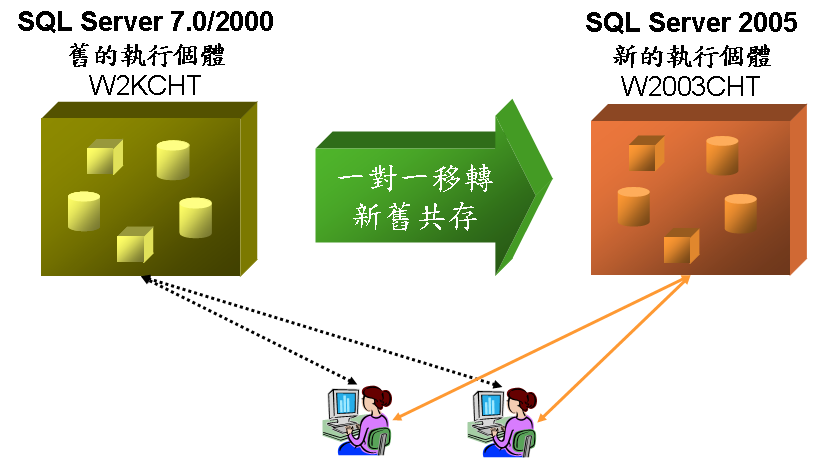 SQL Server 7.0/2000
舊的執行個體
W2KCHT
SQL Server 2005
新的執行個體
W2003CHT
一對一移轉
新舊共存